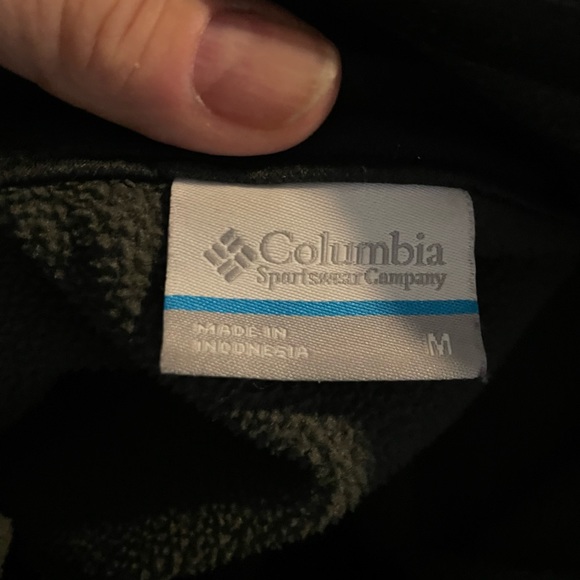 Columbia
Sportswear Company
MADE IN
INDONESIA
M